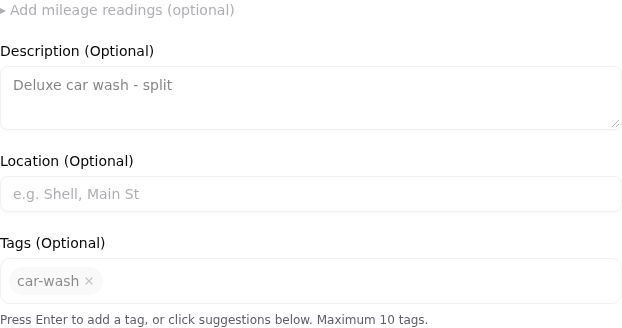 ▸ Add mileage readings (optional)
Description (Optional)
Deluxe car wash - split
Location (Optional)
e.g. Shell, Main St
Tags (Optional)
car-wash ×
Press Enter to add a tag, or click suggestions below. Maximum 10 tags.